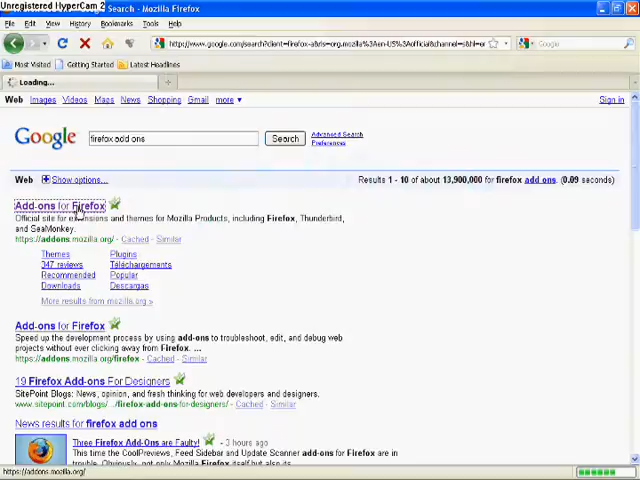 Unregistered HyperCam 2
Search - Mozilla Firefox
File Edit View History Bookmarks Tools Help
Google
Most Visited Getting Started Latest Headlines
Loading...
Web Images Videos Maps News Shopping Gmail more ▼ Sign in
Google firefox add ons Search Advanced Search
Preferences
Web Show options... Results 1 - 10 of about 13,900,000 for firefox add ons. (0.09 seconds)
Add-ons for Firefox
Official site for extensions and themes for Mozilla Products, including Firefox, Thunderbird,
and SeaMonkey.
https://addons.mozilla.org/ - Cached - Similar
Themes Plugins
347 reviews Téléchargements
Recommended Popular
Downloads Descargas
More results from mozilla.org »
Add-ons for Firefox
Speed up the development process by using add-ons to troubleshoot, edit, and debug web
projects without ever clicking away from Firefox. ...
https://addons.mozilla.org/firefox - Cached - Similar
19 Firefox Add-ons For Designers
SitePoint Blogs: News, opinion, and fresh thinking for web developers and designers.
www.sitepoint.com/blogs/.../firefox-add-ons-for-designers/ - Cached - Similar
News results for firefox add ons
Three Firefox Add-Ons are Faulty! - 3 hours ago
This time the CoolPreviews, Feed Sidebar and Update Scanner add-ons for Firefox are in
https://addons.mozilla.org/